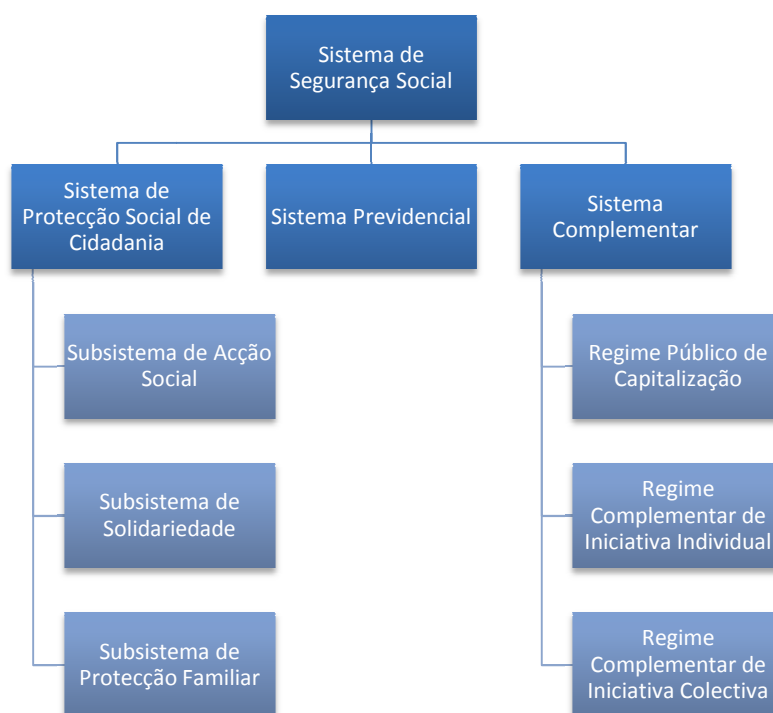 Sistema de
Segurança Social
Sistema de
Protecção Social de
Cidadania
Sistema Previdencial
Sistema
Complementar
Subsistema de Acção
Social
Subsistema de
Solidariedade
Subsistema de
Protecção Familiar
Regime Público de
Capitalização
Regime
Complementar de
Iniciativa Individual
Regime
Complementar de
Iniciativa Colectiva